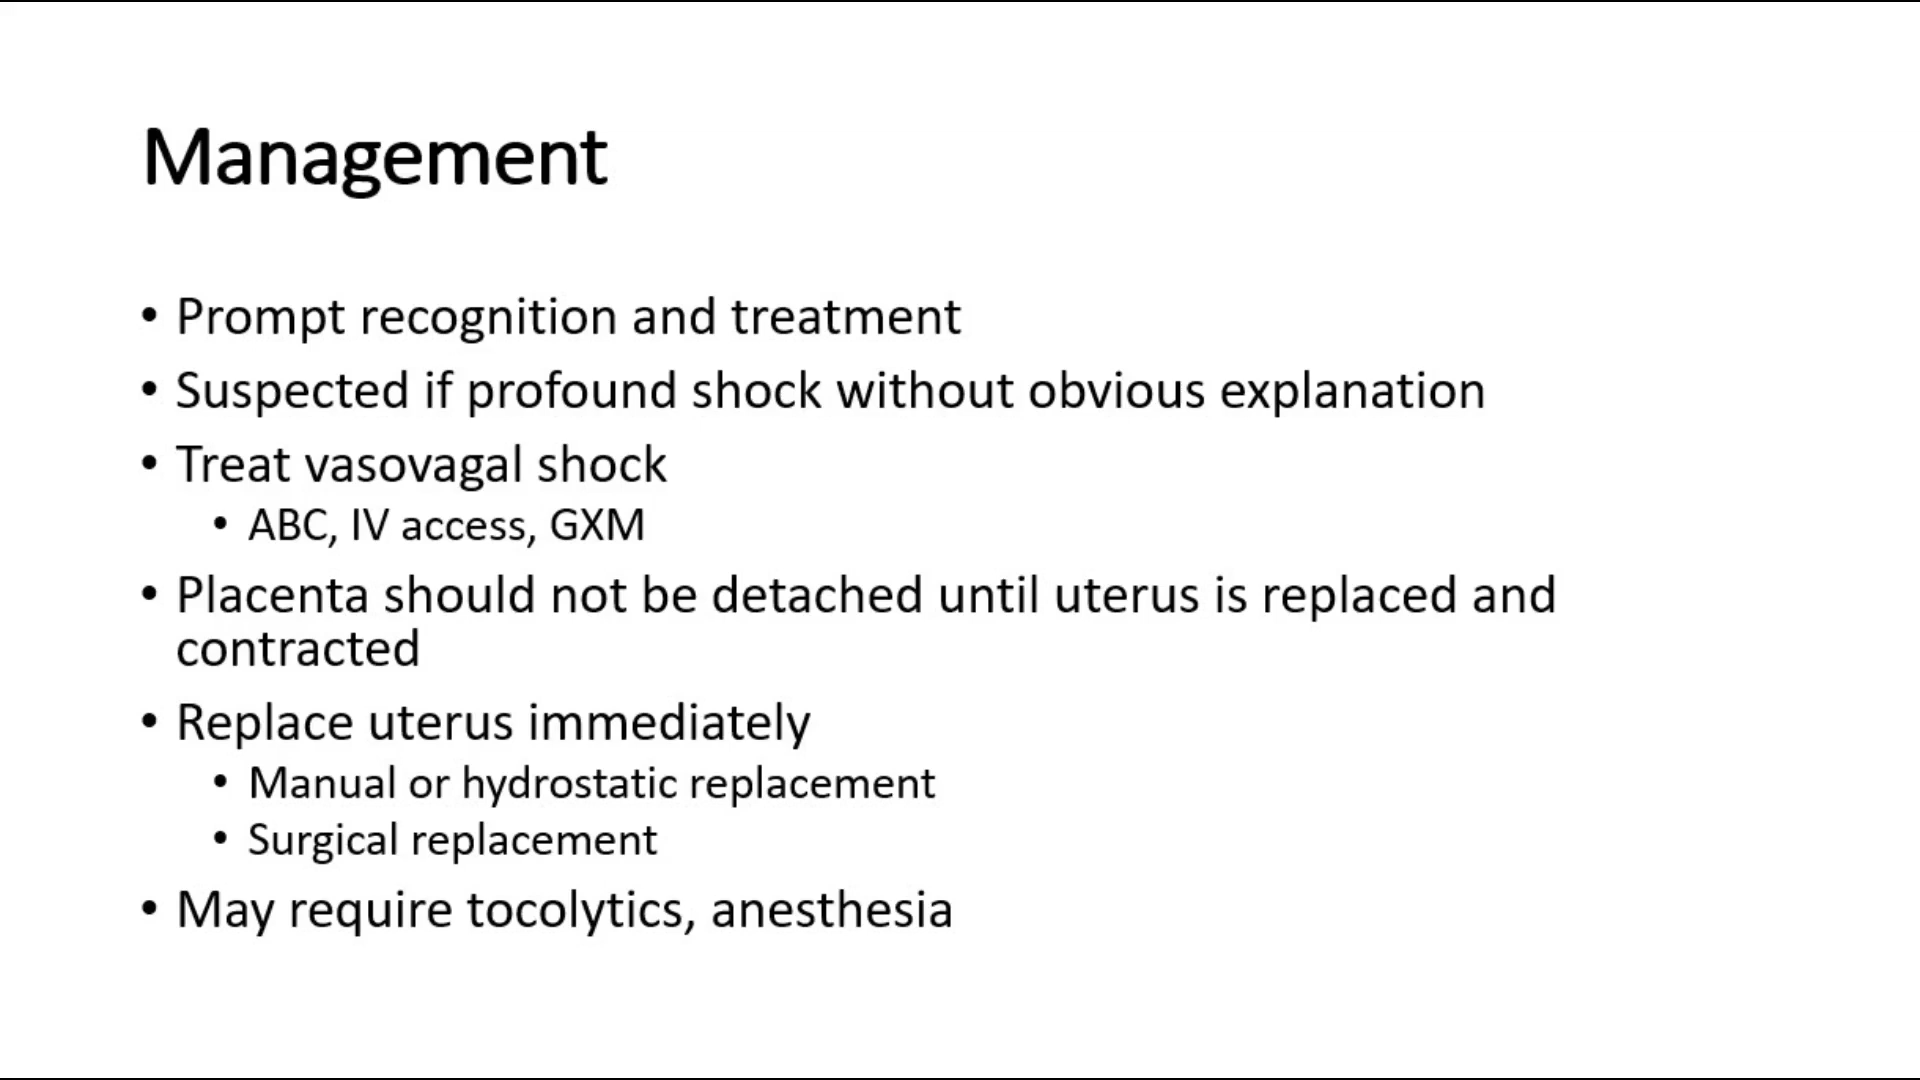 Management
• Prompt recognition and treatment
• Suspected if profound shock without obvious explanation
• Treat vasovagal shock
• ABC, IV access, GXM
• Placenta should not be detached until uterus is replaced and
contracted
• Replace uterus immediately
• Manual or hydrostatic replacement
• Surgical replacement
• May require tocolytics, anesthesia